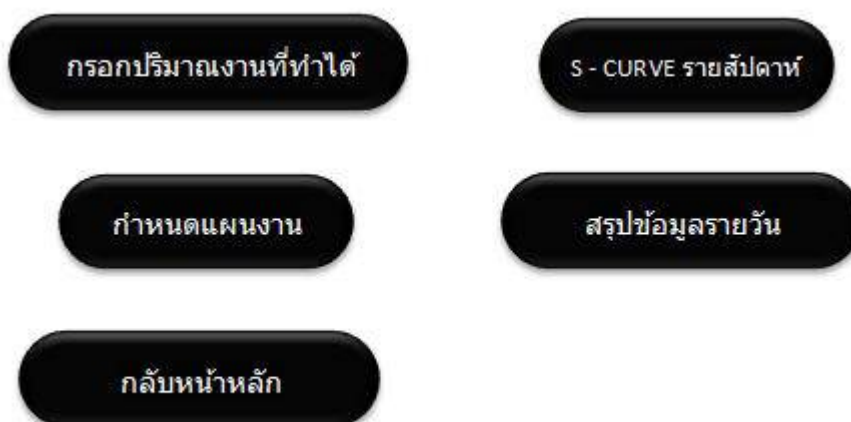 กรอกปริมาณงานที่ทำได้
S - CURVE รายสัปดาห์
กำหนดแผนงาน
สรุปข้อมูลรายวัน
กลับหน้าหลัก